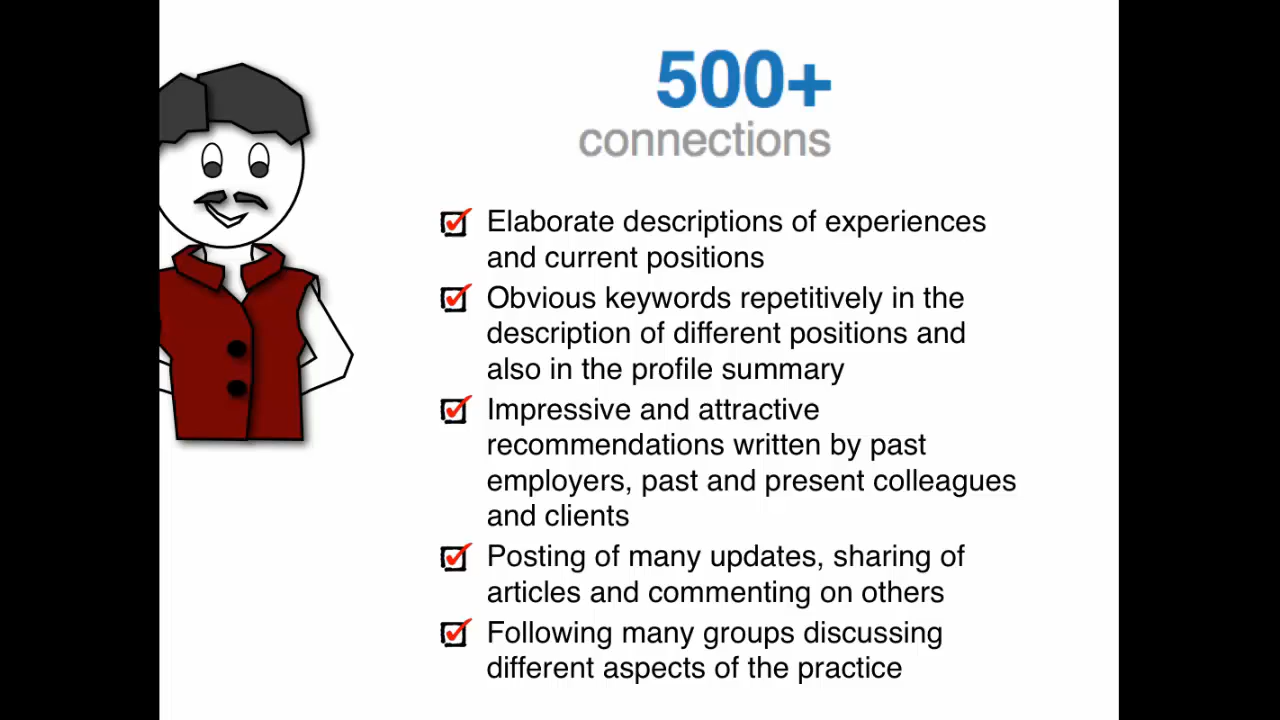 500+
connections
Elaborate descriptions of experiences
and current positions
Obvious keywords repetitively in the
description of different positions and
also in the profile summary
Impressive and attractive
recommendations written by past
employers, past and present colleagues
and clients
Posting of many updates, sharing of
articles and commenting on others
Following many groups discussing
different aspects of the practice